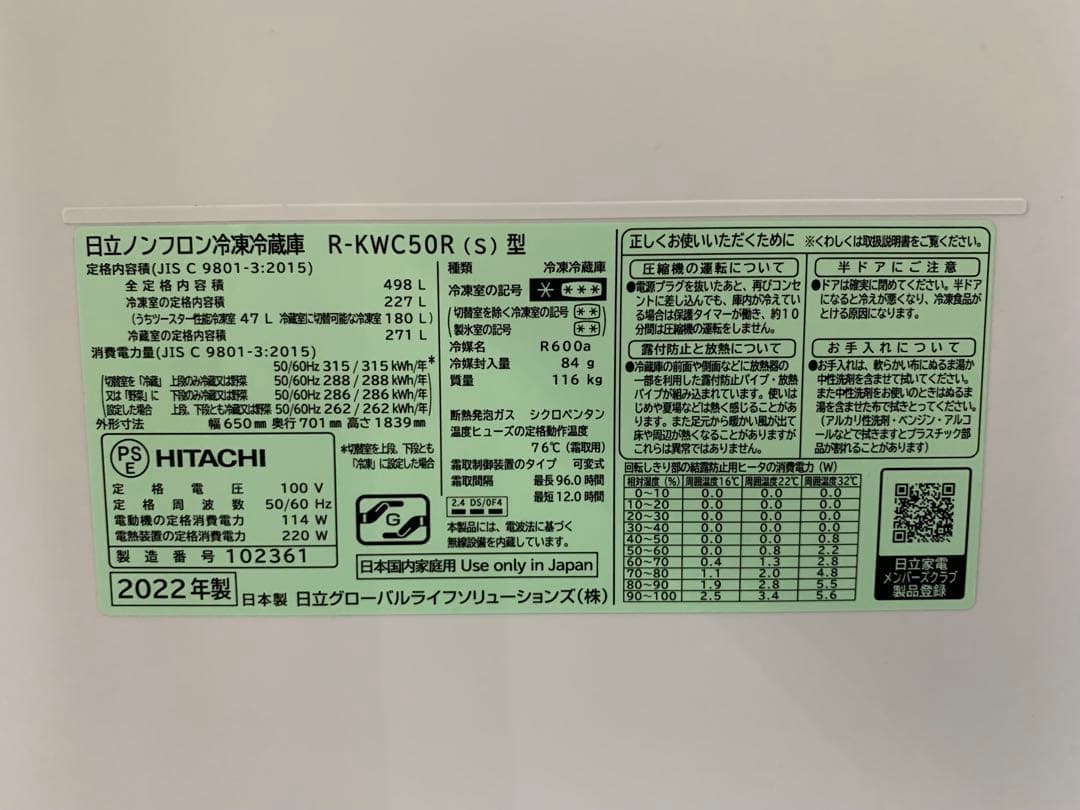 日立ノンフロン冷凍冷蔵庫 R-KWC50R (S) 型
定格内容積(JIS C 9801-3:2015)
全定格内容積 498 L
冷凍室の定格内容積 227 L
(うちツースター性能冷凍室 47 L 冷蔵室に切替可能な冷凍室 180 L)
冷蔵室の定格内容積 271 L
消費電力量(JIS C 9801-3:2015)
50/60Hz 315 / 315 kWh/年*
切替室を「冷蔵」 上段のみ冷蔵又は野菜 50/60Hz 288 / 288 kWh/年
又は「野菜」に 下段のみ冷蔵又は野菜 50/60Hz 286 / 286 kWh/年
設定した場合 上段、下段とも冷蔵又は野菜 50/60Hz 262 / 262 kWh/年
外形寸法 幅 650 mm 奥行 701 mm 高さ 1839 mm
PS
E
HITACHI
定格電圧 100 V
定格周波数 50/60 Hz
電動機の定格消費電力 114 W
電熱装置の定格消費電力 220 W
製造番号 102361
*切替室を上段、下段とも
「冷凍」に設定した場合
G
2022年製
日本製 日立グローバルライフソリューションズ(株)
種類 冷凍冷蔵庫
冷凍室の記号 * ***
(切替室を除く冷凍室の記号 **
製氷室の記号 **)
冷媒名 R600a
冷媒封入量 84 g
質量 116 kg
断熱発泡ガス シクロペンタン
温度ヒューズの定格動作温度
76℃ (霜取用)
霜取制御装置のタイプ 可変式
霜取間隔 最長 96.0 時間
最短 12.0 時間
2.4 DS/OF4
本製品には、電波法に基づく
無線設備を内蔵しています。
日本国内家庭用 Use only in Japan
正しくお使いいただくために ※くわしくは取扱説明書をご覧ください。
圧縮機の運転について
●電源プラグを抜いたあと、再びコンセ
ントに差し込んでも、庫内が冷えてい
る場合は保護タイマーが働き、約10
分間は圧縮機の運転をしません。
露付防止と放熱について
●冷蔵庫の前面や側面などに放熱器の
一部を利用した露付防止パイプ・放熱
パイプが組み込まれています。使いは
じめや夏場などは熱く感じることがあ
ります。また足元から暖かい風が出て
床や周辺が熱くなることがありますが
これらは異常ではありません。
半ドアにご注意
●ドアは確実に閉めてください。半ドア
になると冷えが悪くなり、冷凍食品が
とける原因になります。
お手入れについて
●お手入れは、軟らかい布にぬるま湯か
中性洗剤を含ませて拭いてください。
また中性洗剤をお使いのときはぬるま
湯を含ませた布で拭きとってください。
(アルカリ性洗剤・ベンジン・アルコ
ールなどで拭きますとプラスチック部
品が割れることがあります)
回転しきり部の結露防止用ヒータの消費電力 (W)
相対湿度 (%) 周囲温度16℃ 周囲温度22℃ 周囲温度32℃
0〜10 0.0 0.0 0.0
10〜20 0.0 0.0 0.0
20〜30 0.0 0.0 0.0
30〜40 0.0 0.0 0.0
40〜50 0.0 0.0 0.8
50〜60 0.0 0.8 2.2
60〜70 0.4 1.3 2.8
70〜80 1.1 2.0 4.8
80〜90 1.9 2.8 5.5
90〜100 2.5 3.4 5.6
日立家電
メンバーズクラブ
製品登録